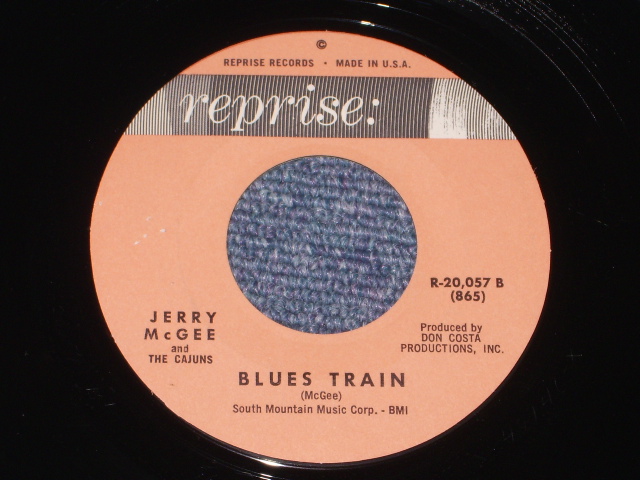 ©
REPRISE RECORDS • MADE IN U.S.A.
reprise:
R-20,057 B
(865)
JERRY
McGEE
and
THE CAJUNS
Produced by
DON COSTA
PRODUCTIONS, INC.
BLUES TRAIN
(McGee)
South Mountain Music Corp. - BMI